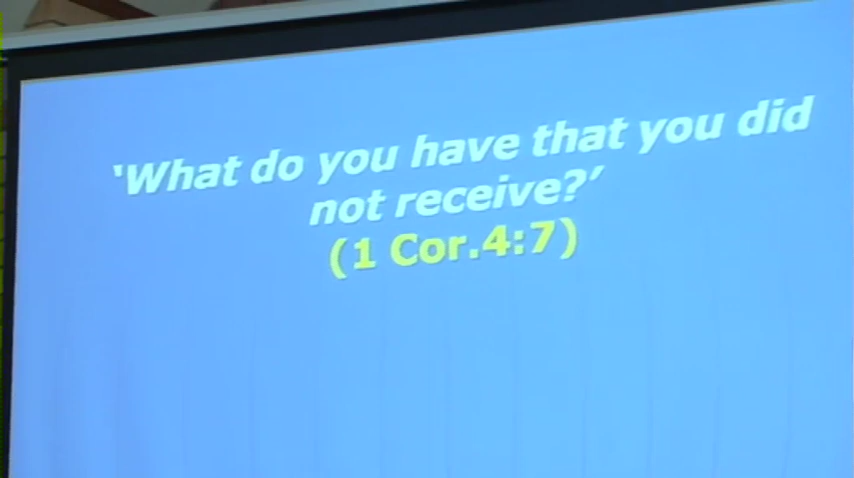 ‘What do you have that you did
not receive?’
(1 Cor.4:7)